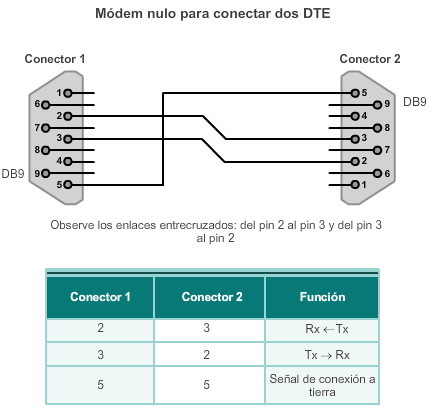 Módem nulo para conectar dos DTE
Conector 1
Conector 2
DB9
1
6
2
7
3
8
4
9
5
DB9
5
9
4
8
3
7
2
6
1
Observe los enlaces entrecruzados: del pin 2 al pin 3 y del pin 3
al pin 2
Conector 1 Conector 2 Función
2 3 Rx ← Tx
3 2 Tx → Rx
5 5 Señal de conexión a
tierra